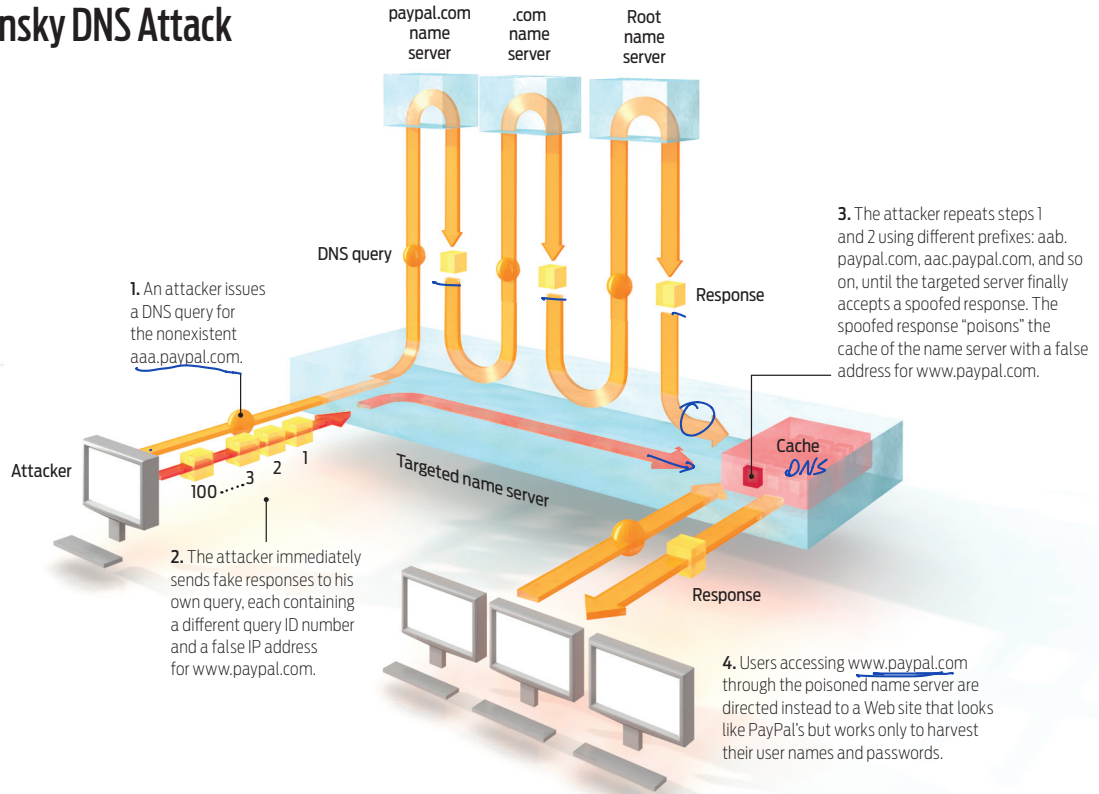 nsky DNS Attack
paypal.com
name
server
.com
name
server
Root
name
server
DNS query
Response
1. An attacker issues
a DNS query for
the nonexistent
aaa.paypal.com.
3. The attacker repeats steps 1
and 2 using different prefixes: aab.
paypal.com, aac.paypal.com, and so
on, until the targeted server finally
accepts a spoofed response. The
spoofed response “poisons” the
cache of the name server with a false
address for www.paypal.com.
Attacker
100.....3 2 1
Targeted name server
Cache
DNS
2. The attacker immediately
sends fake responses to his
own query, each containing
a different query ID number
and a false IP address
for www.paypal.com.
Response
4. Users accessing www.paypal.com
through the poisoned name server are
directed instead to a Web site that looks
like PayPal’s but works only to harvest
their user names and passwords.